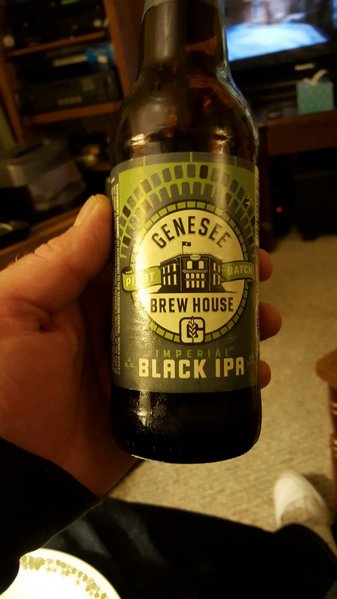 GENESEE
PILOT BATCH
BREW HOUSE
G
IMPERIAL
BLACK IPA